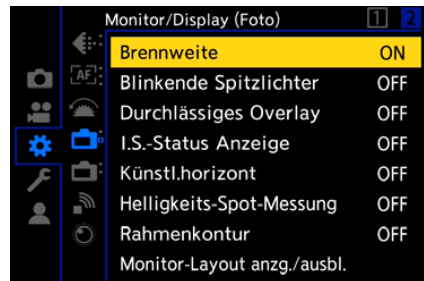 Monitor/Display (Foto) 1 2
Brennweite ON
Blinkende Spitzlichter OFF
AF
Durchlässiges Overlay OFF
I.S.-Status Anzeige OFF
Künstl.horizont OFF
Helligkeits-Spot-Messung OFF
Rahmenkontur OFF
Monitor-Layout anzg./ausbl.